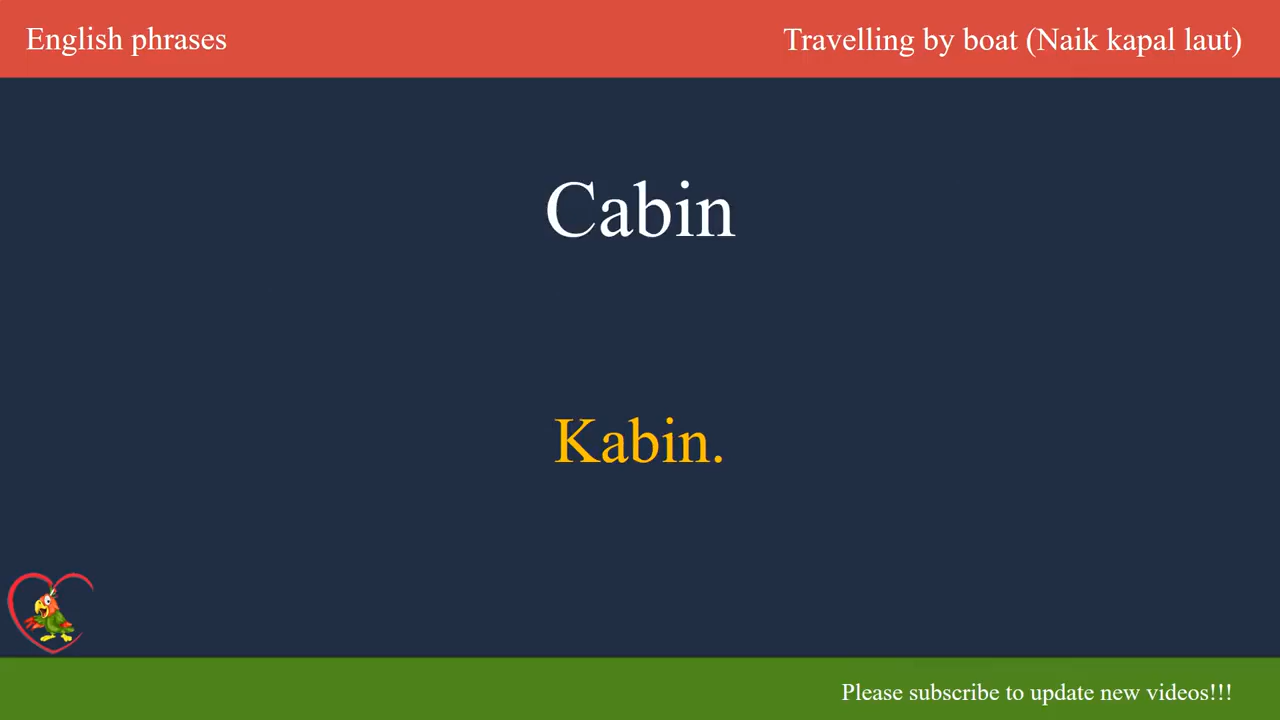 English phrases
Travelling by boat (Naik kapal laut)
Cabin
Kabin.
Please subscribe to update new videos!!!